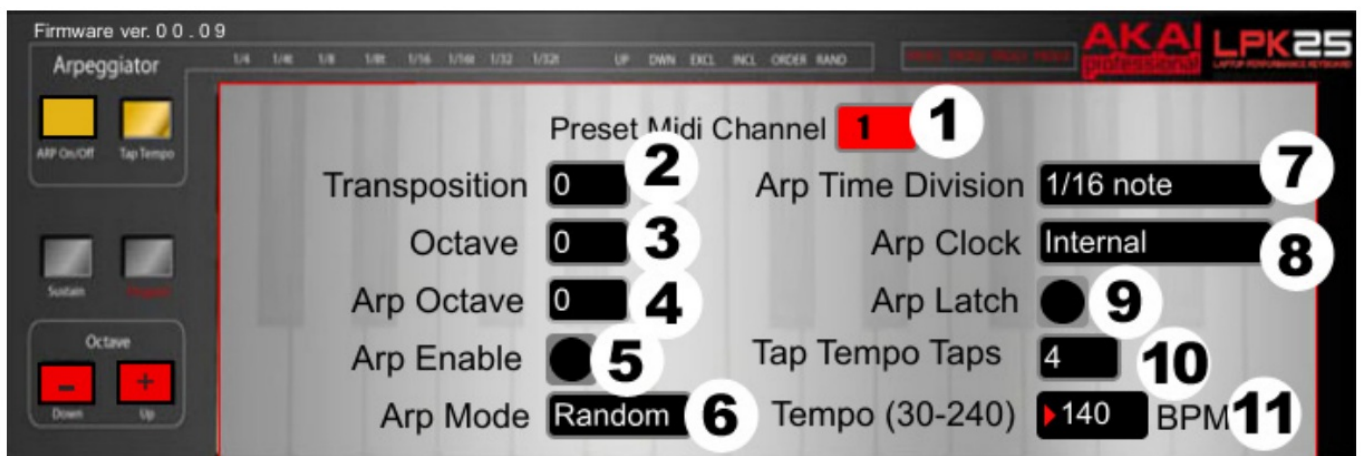 Firmware ver. 0 0 . 0 9
Arpeggiator
1/4 1/4t 1/8 1/8t 1/16 1/16t 1/32 1/32t UP DWN EXCL INCL ORDER RAND
AKAI
professional
LPK25
LAPTOP PERFORMANCE KEYBOARD
ARP On/Off Tap Tempo
Preset Midi Channel 1 1
Transposition 0 2
Arp Time Division 1/16 note 7
Octave 0 3
Arp Clock Internal 8
Arp Octave 0 4
Arp Latch 9
Arp Enable 5
Tap Tempo Taps 4 10
Arp Mode Random 6
Tempo (30-240) 140 BPM 11
Sustain
Octave
- +
Down Up